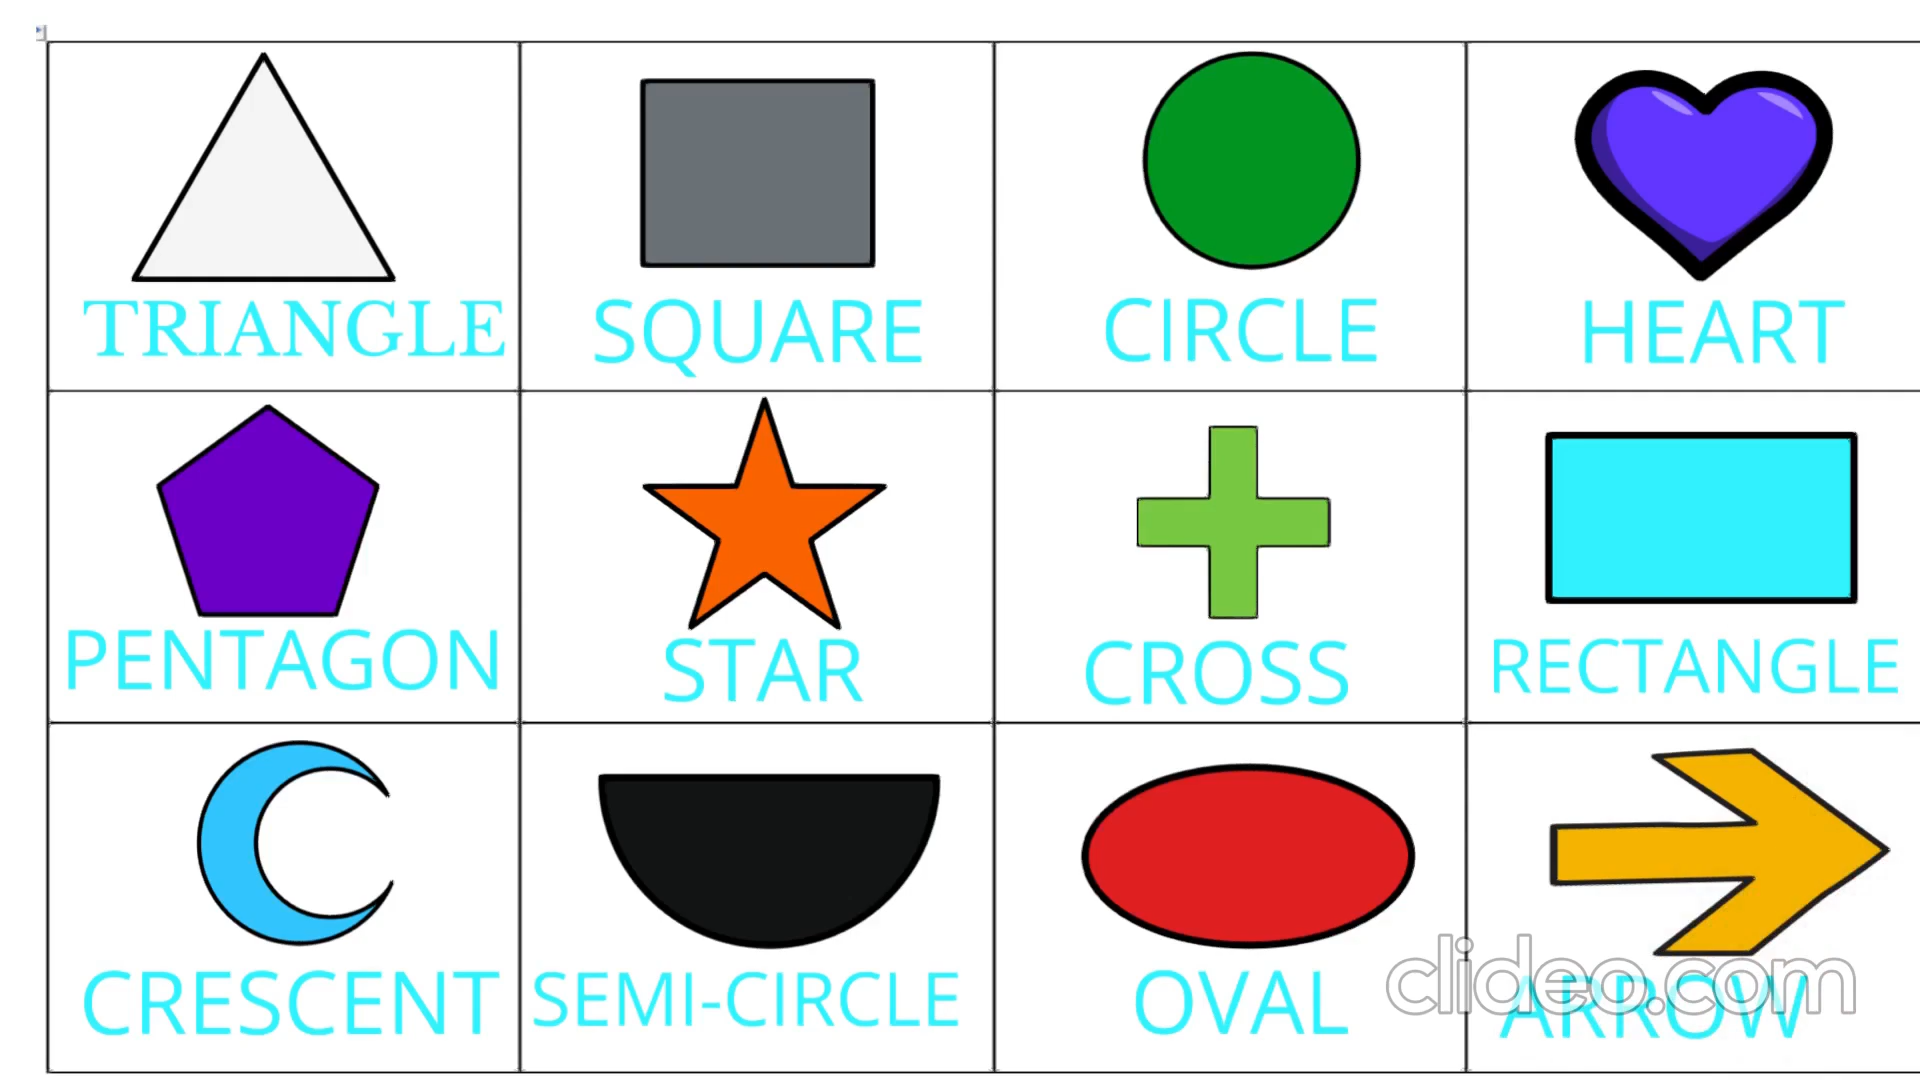 TRIANGLE
SQUARE
CIRCLE
HEART
PENTAGON
STAR
CROSS
RECTANGLE
CRESCENT
SEMI-CIRCLE
OVAL
ARROW
clideo.com